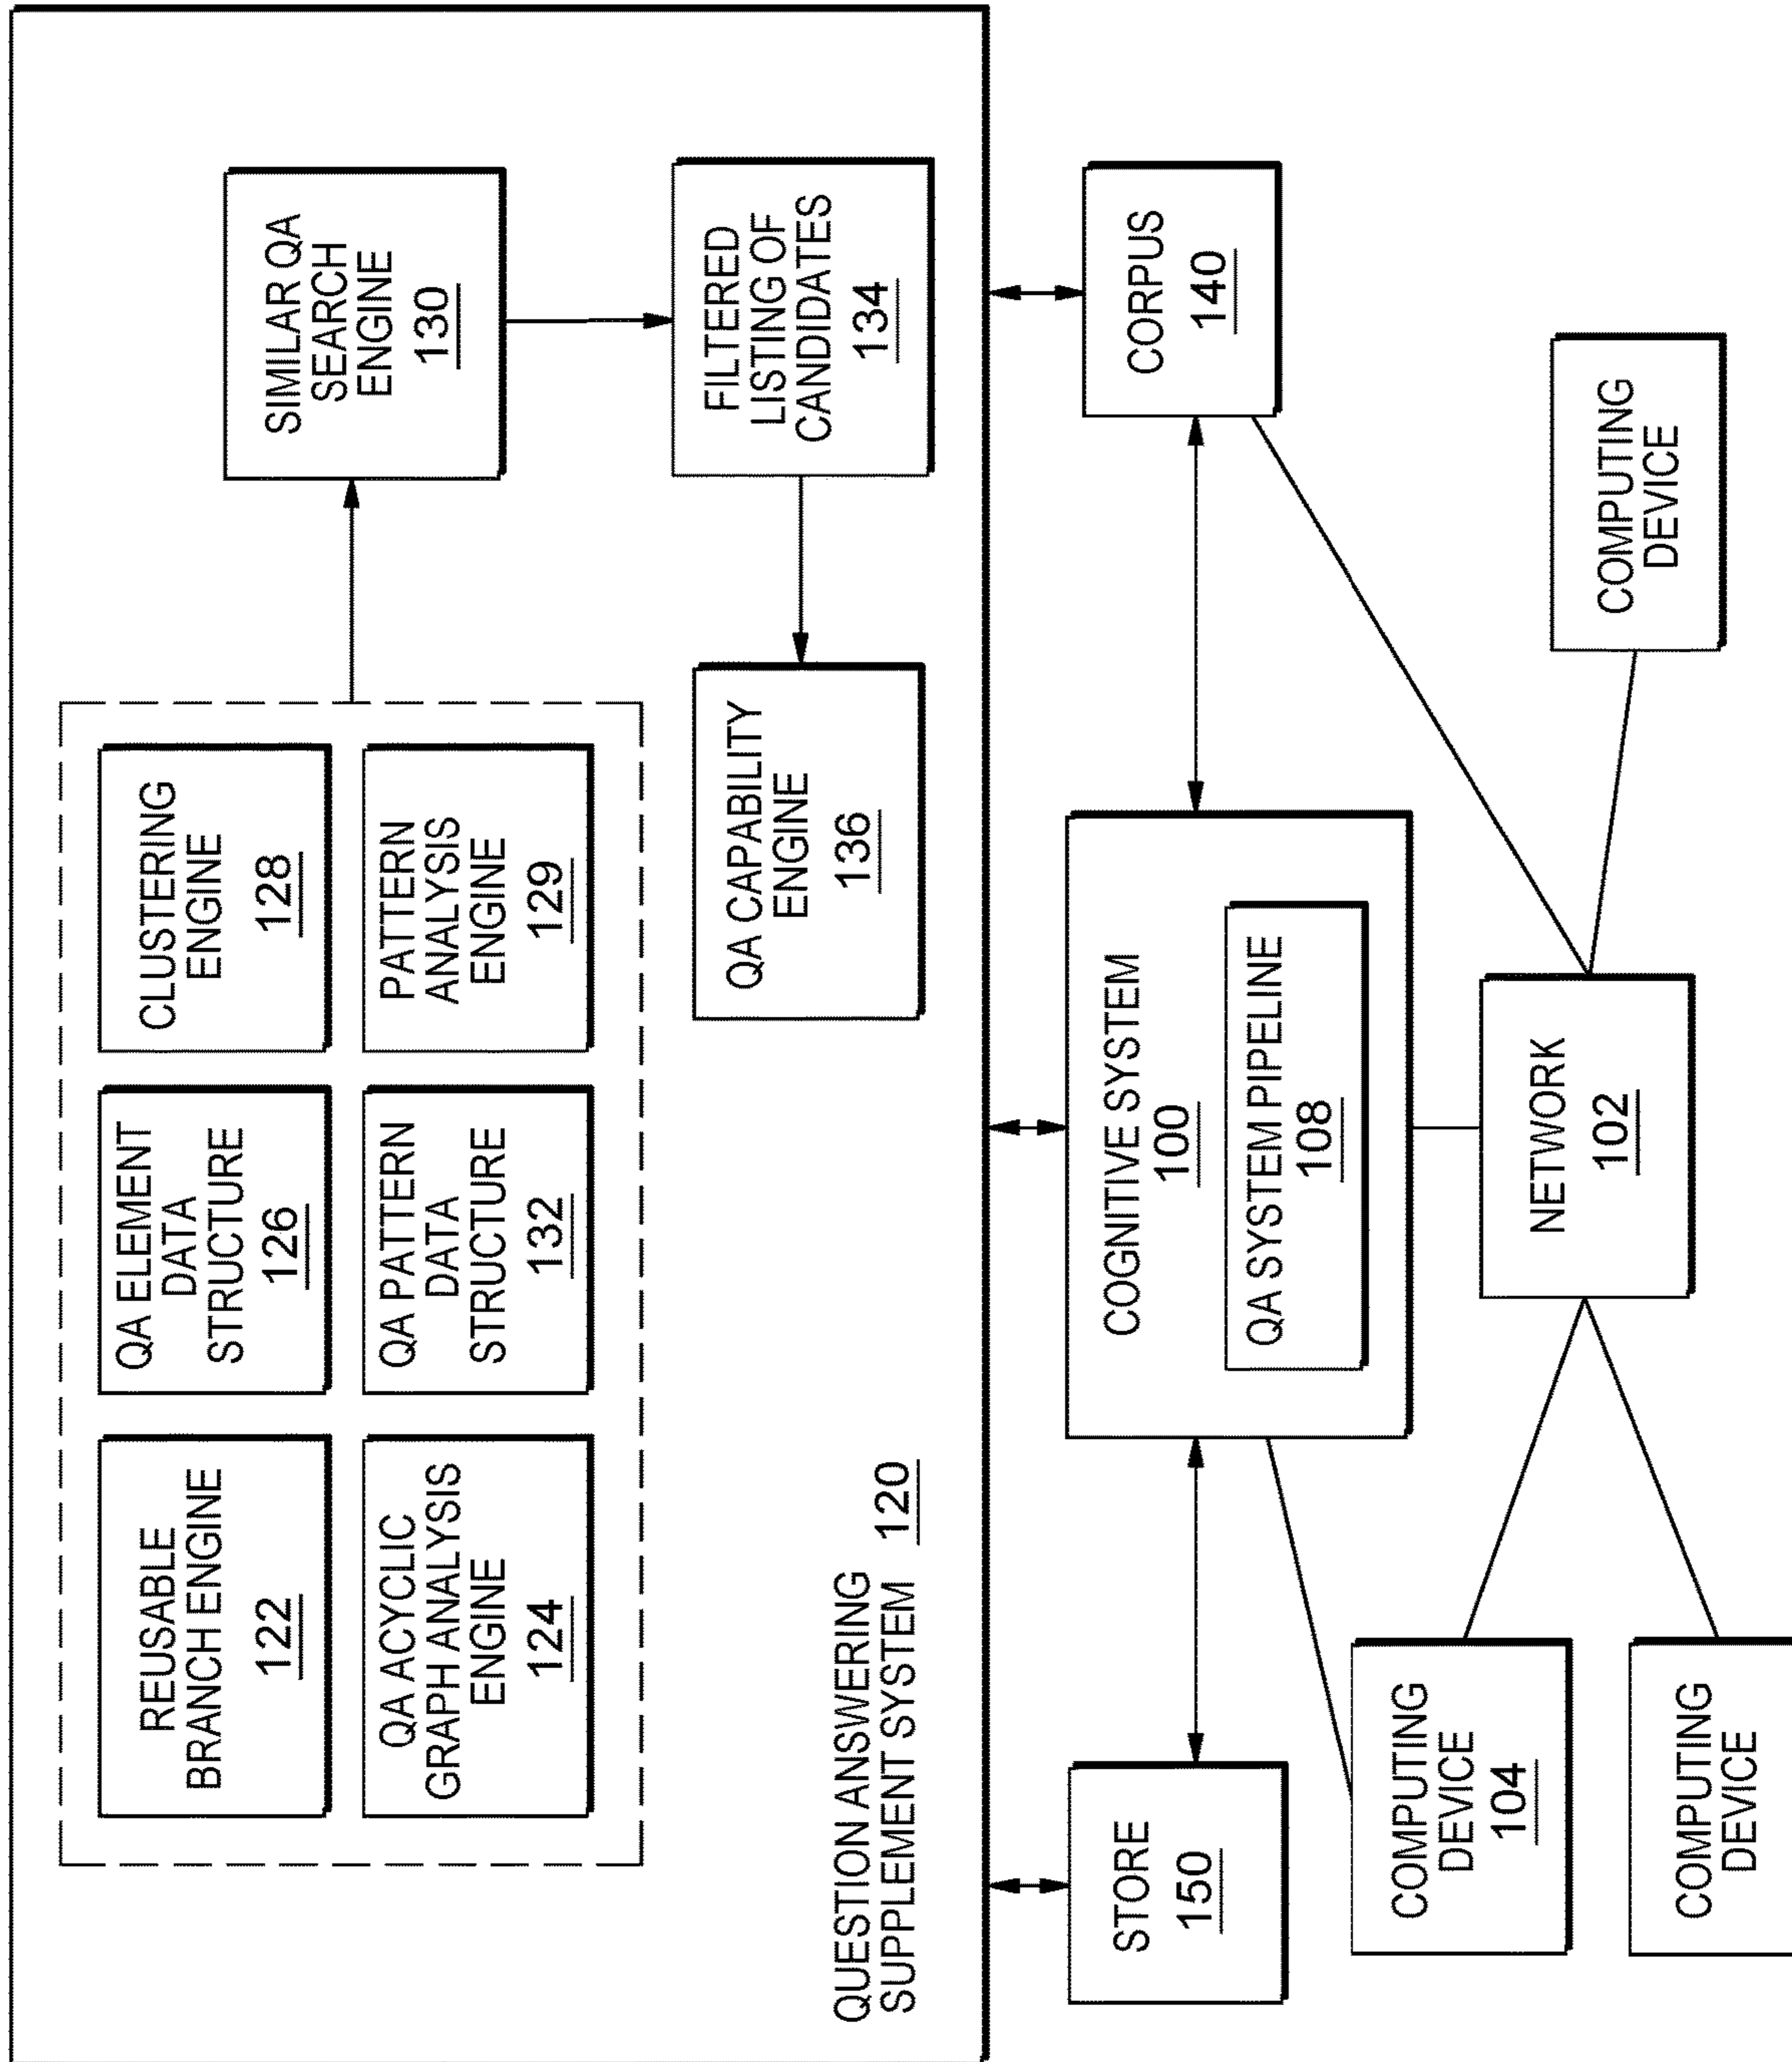 REUSABLE
BRANCH ENGINE
122
QA ELEMENT
DATA
STRUCTURE
126
CLUSTERING
ENGINE
128
QA ACYCLIC
GRAPH ANALYSIS
ENGINE
124
QA PATTERN
DATA
STRUCTURE
132
PATTERN
ANALYSIS
ENGINE
129
SIMILAR QA
SEARCH
ENGINE
130
FILTERED
LISTING OF
CANDIDATES
134
QA CAPABILITY
ENGINE
136
QUESTION ANSWERING
SUPPLEMENT SYSTEM 120
STORE
150
COGNITIVE SYSTEM
100
QA SYSTEM PIPELINE
108
CORPUS
140
COMPUTING
DEVICE
104
NETWORK
102
COMPUTING
DEVICE
COMPUTING
DEVICE